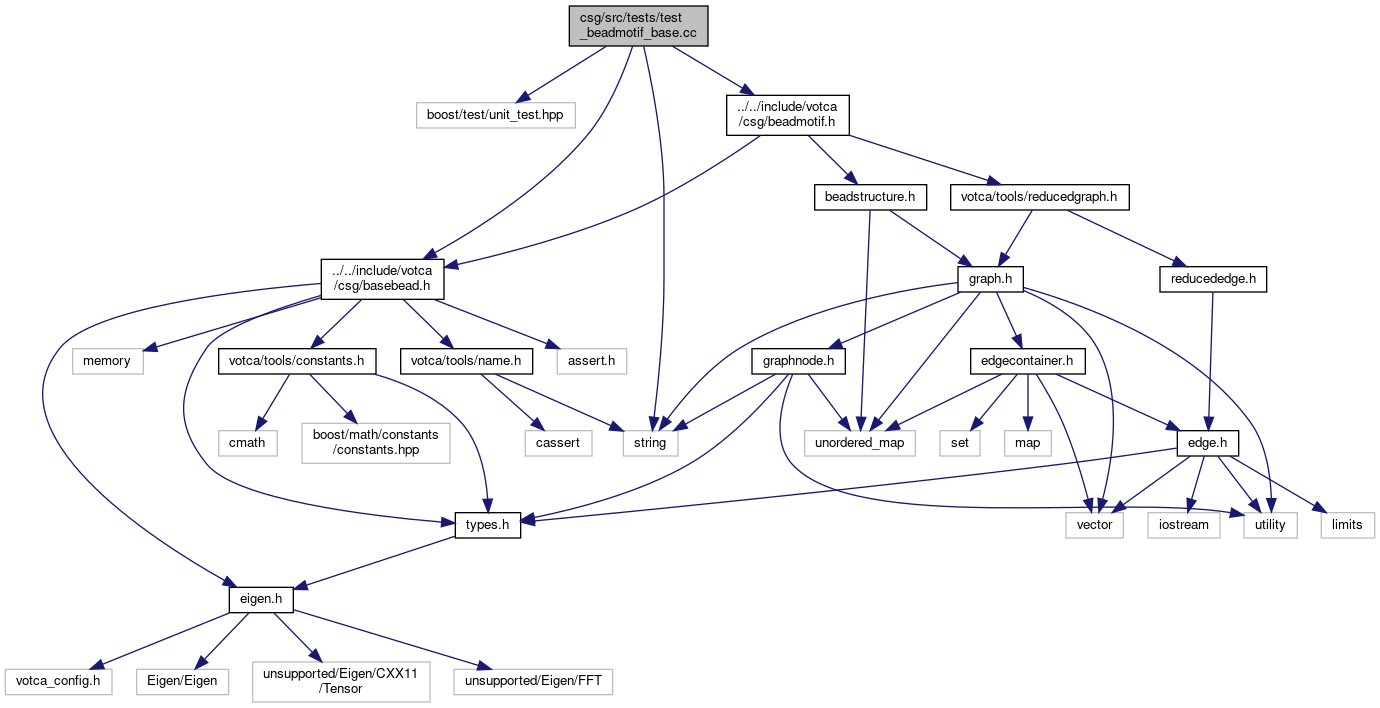 csg/src/tests/test
_beadmotif_base.cc
boost/test/unit_test.hpp
../../include/votca
/csg/beadmotif.h
beadstructure.h
votca/tools/reducedgraph.h
../../include/votca
/csg/basebead.h
graph.h
reducededge.h
memory
votca/tools/constants.h
votca/tools/name.h
assert.h
graphnode.h
edgecontainer.h
cmath
boost/math/constants
/constants.hpp
cassert
string
unordered_map
set
map
edge.h
types.h
vector
iostream
utility
limits
eigen.h
votca_config.h
Eigen/Eigen
unsupported/Eigen/CXX11
/Tensor
unsupported/Eigen/FFT